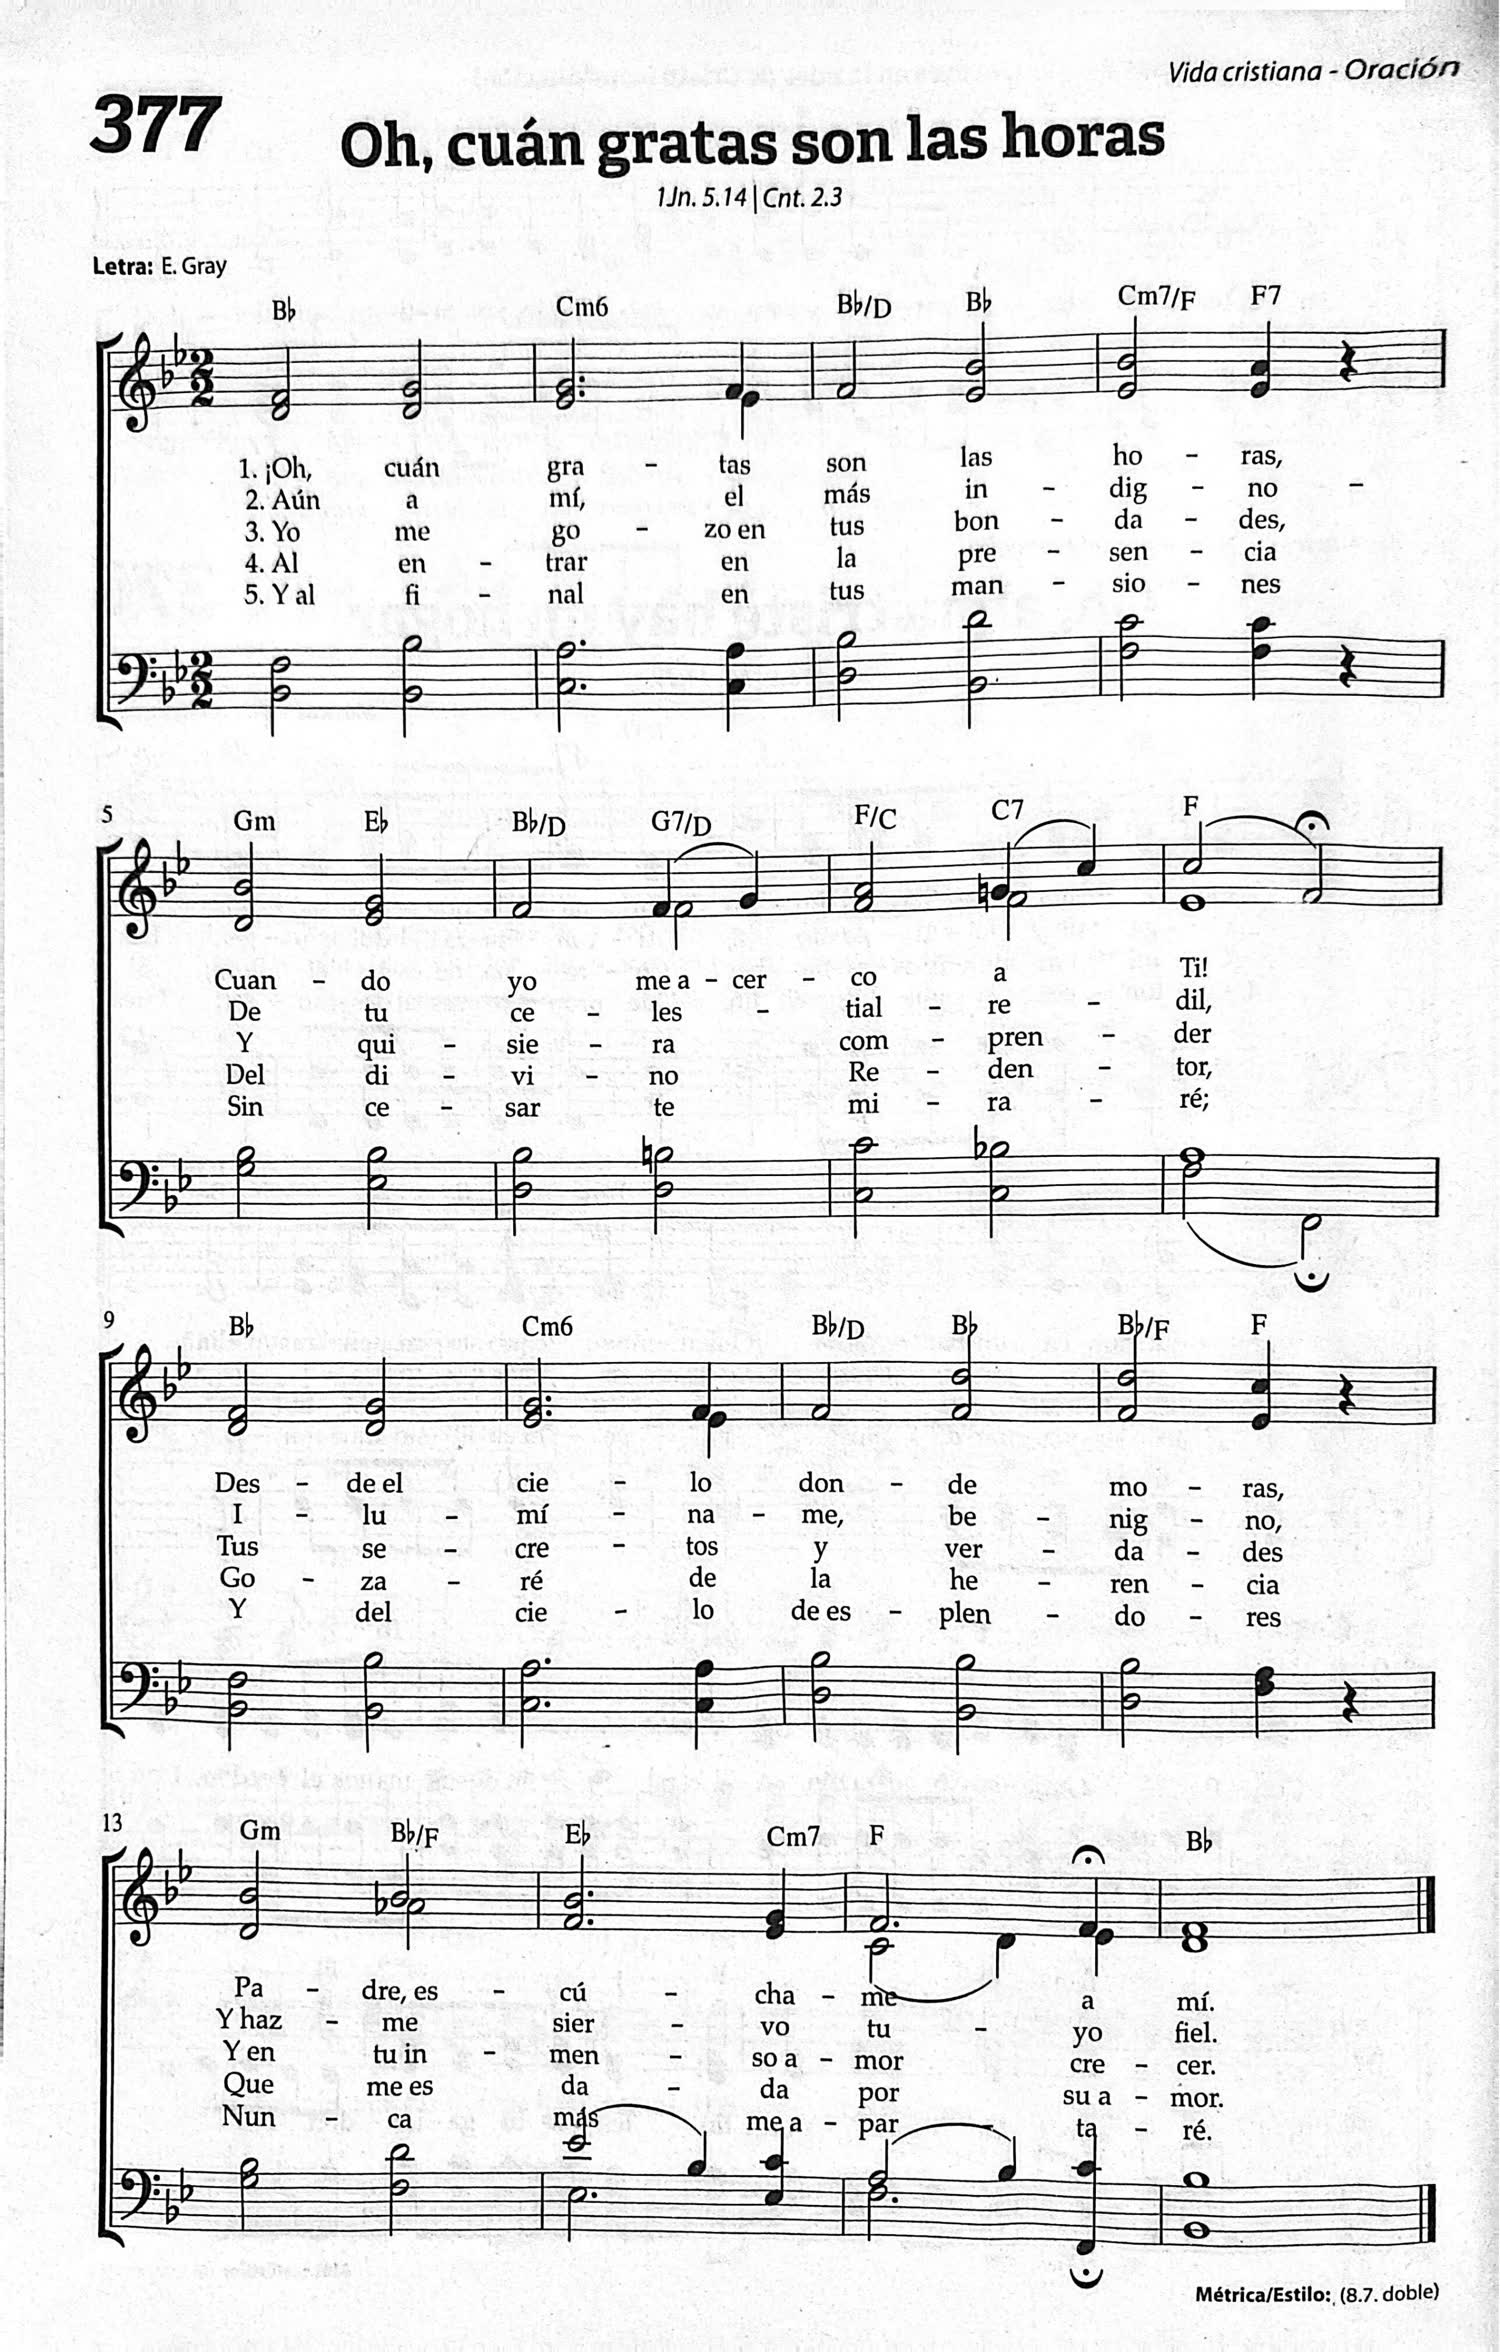 Vida cristiana - Oración
377
Oh, cuán gratas son las horas
1Jn. 5.14 | Cnt. 2.3
Letra: E. Gray
B♭ Cm6 B♭/D B♭ Cm7/F F7
1. ¡Oh, cuán gra - tas son las ho - ras,
2. Aún a mí, el más in - dig - no -
3. Yo me go - zo en tus bon - da - des,
4. Al en - trar en la pre - sen - cia
5. Y al fi - nal en tus man - sio - nes
5
Gm E♭ B♭/D G7/D F/C C7 F
Cuan - do yo me a - cer - co a Ti!
De tu ce - les - tial - re - dil,
Y qui - sie - ra com - pren - der
Del di - vi - no Re - den - tor,
Sin ce - sar te mi - ra - ré;
9
B♭ Cm6 B♭/D B♭ B♭/F F
Des - de el cie - lo don - de mo - ras,
I - lu - mí - na - me, be - nig - no,
Tus se - cre - tos y ver - da - des
Go - za - ré de la he - ren - cia
Y del cie - lo de es - plen - do - res
13
Gm B♭/F E♭ Cm7 F B♭
Pa - dre, es - cú - cha - me a mí.
Y haz - me sier - vo tu - yo fiel.
Y en tu in - men - so a - mor cre - cer.
Que me es da - da por su a - mor.
Nun - ca más me a - par - ta - ré.
Métrica/Estilo: (8.7. doble)